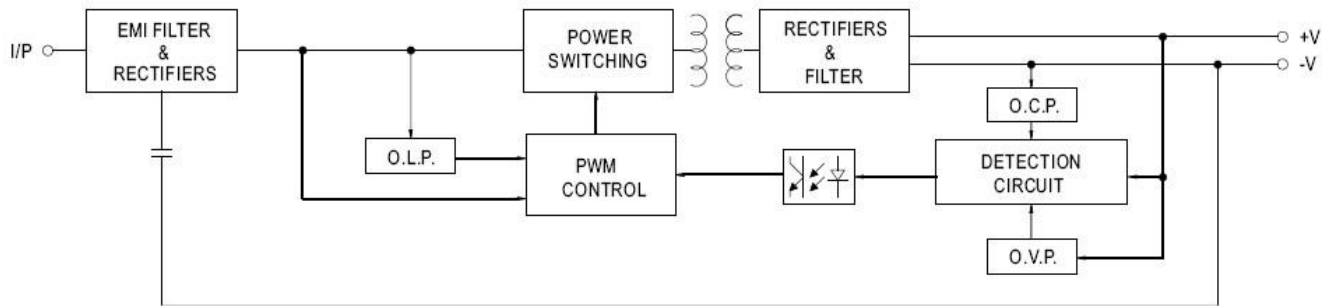 I/P
EMI FILTER
&
RECTIFIERS
POWER
SWITCHING
RECTIFIERS
&
FILTER
+V
-V
O.L.P.
PWM
CONTROL
O.C.P.
DETECTION
CIRCUIT
O.V.P.